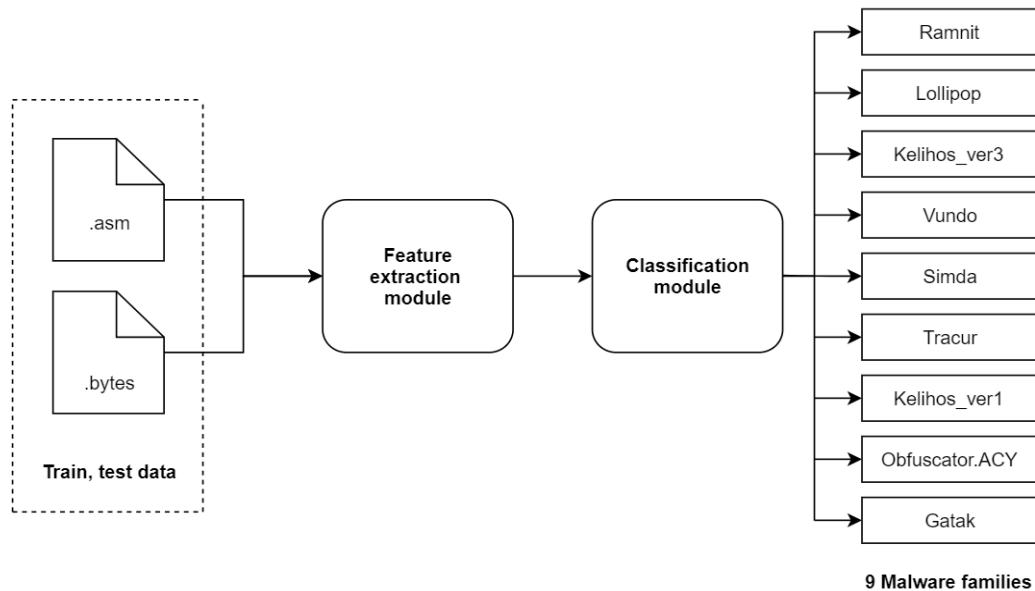 .asm
.bytes
Train, test data
Feature
extraction
module
Classification
module
Ramnit
Lollipop
Kelihos_ver3
Vundo
Simda
Tracur
Kelihos_ver1
Obfuscator.ACY
Gatak
9 Malware families